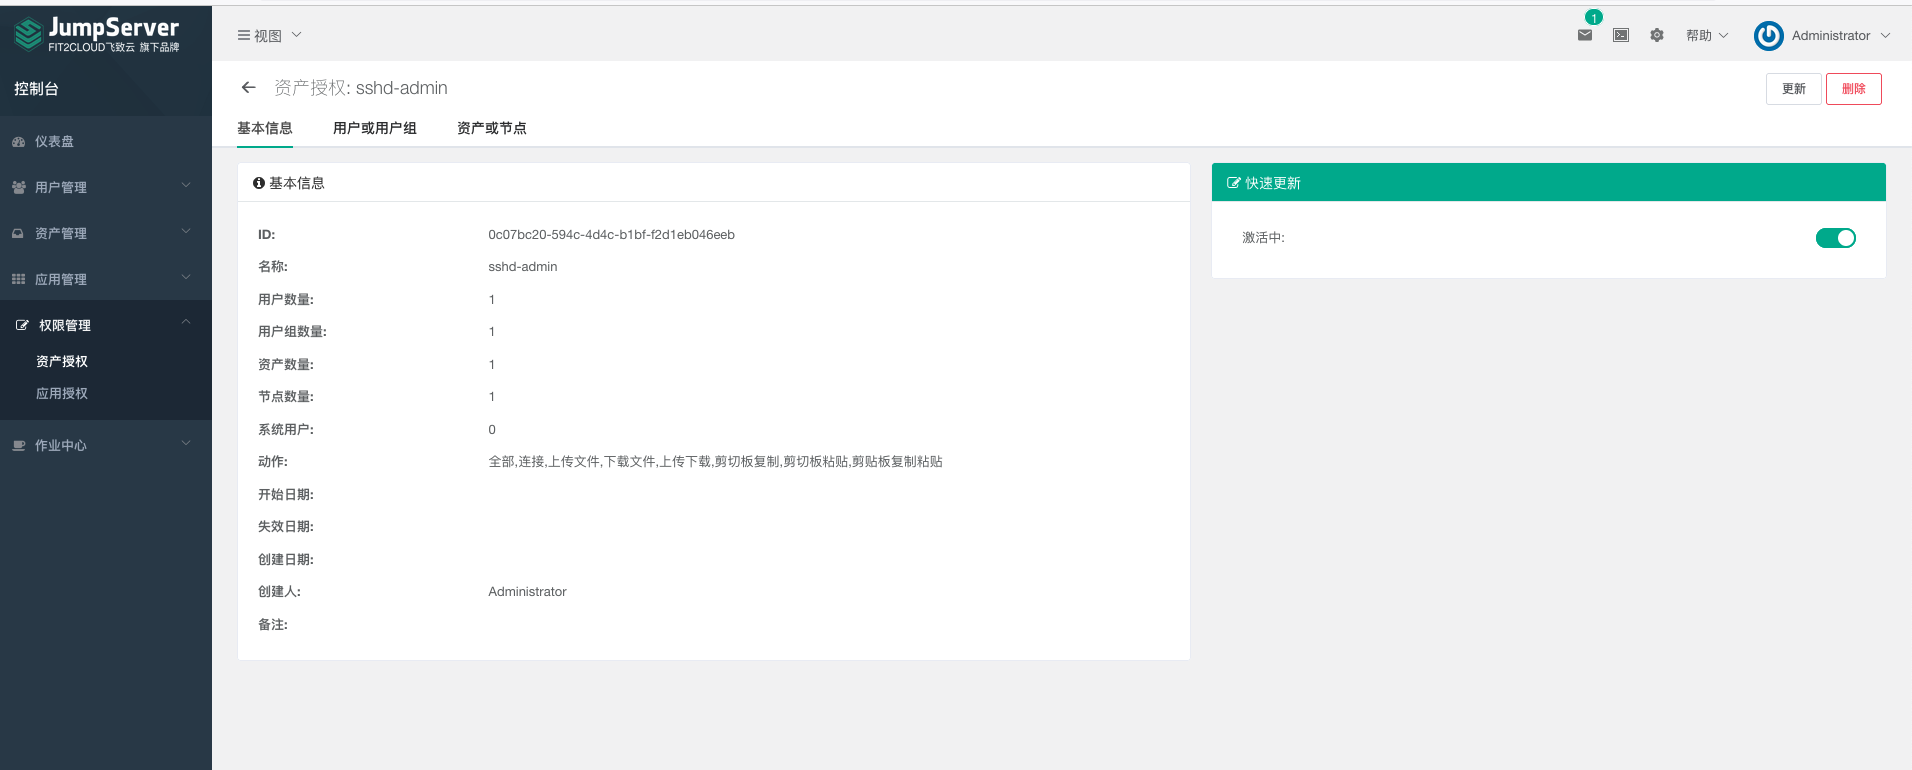 JumpServer
FIT2CLOUD飞致云 旗下品牌
控制台
仪表盘
用户管理
资产管理
应用管理
权限管理
资产授权
应用授权
作业中心
视图
1
帮助
Administrator
资产授权: sshd-admin
更新
删除
基本信息 用户或用户组 资产或节点
基本信息
ID: 0c07bc20-594c-4d4c-b1bf-f2d1eb046eeb
名称: sshd-admin
用户数量: 1
用户组数量: 1
资产数量: 1
节点数量: 1
系统用户: 0
动作: 全部,连接,上传文件,下载文件,上传下载,剪切板复制,剪切板粘贴,剪贴板复制粘贴
开始日期:
失效日期:
创建日期:
创建人: Administrator
备注:
快速更新
激活中: